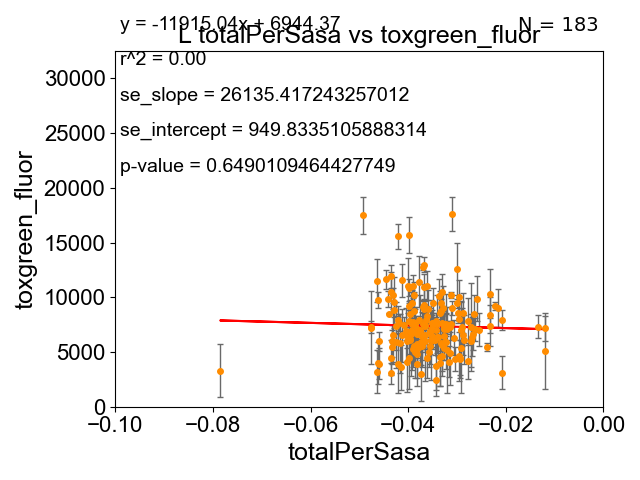 y = -11915.04x + 6944.37
N = 183
L totalPerSasa vs toxgreen_fluor
r^2 = 0.00
se_slope = 26135.417243257012
se_intercept = 949.8335105888314
p-value = 0.6490109464427749
toxgreen_fluor
30000
25000
20000
15000
10000
5000
0
−0.10 −0.08 −0.06 −0.04 −0.02 0.00
totalPerSasa